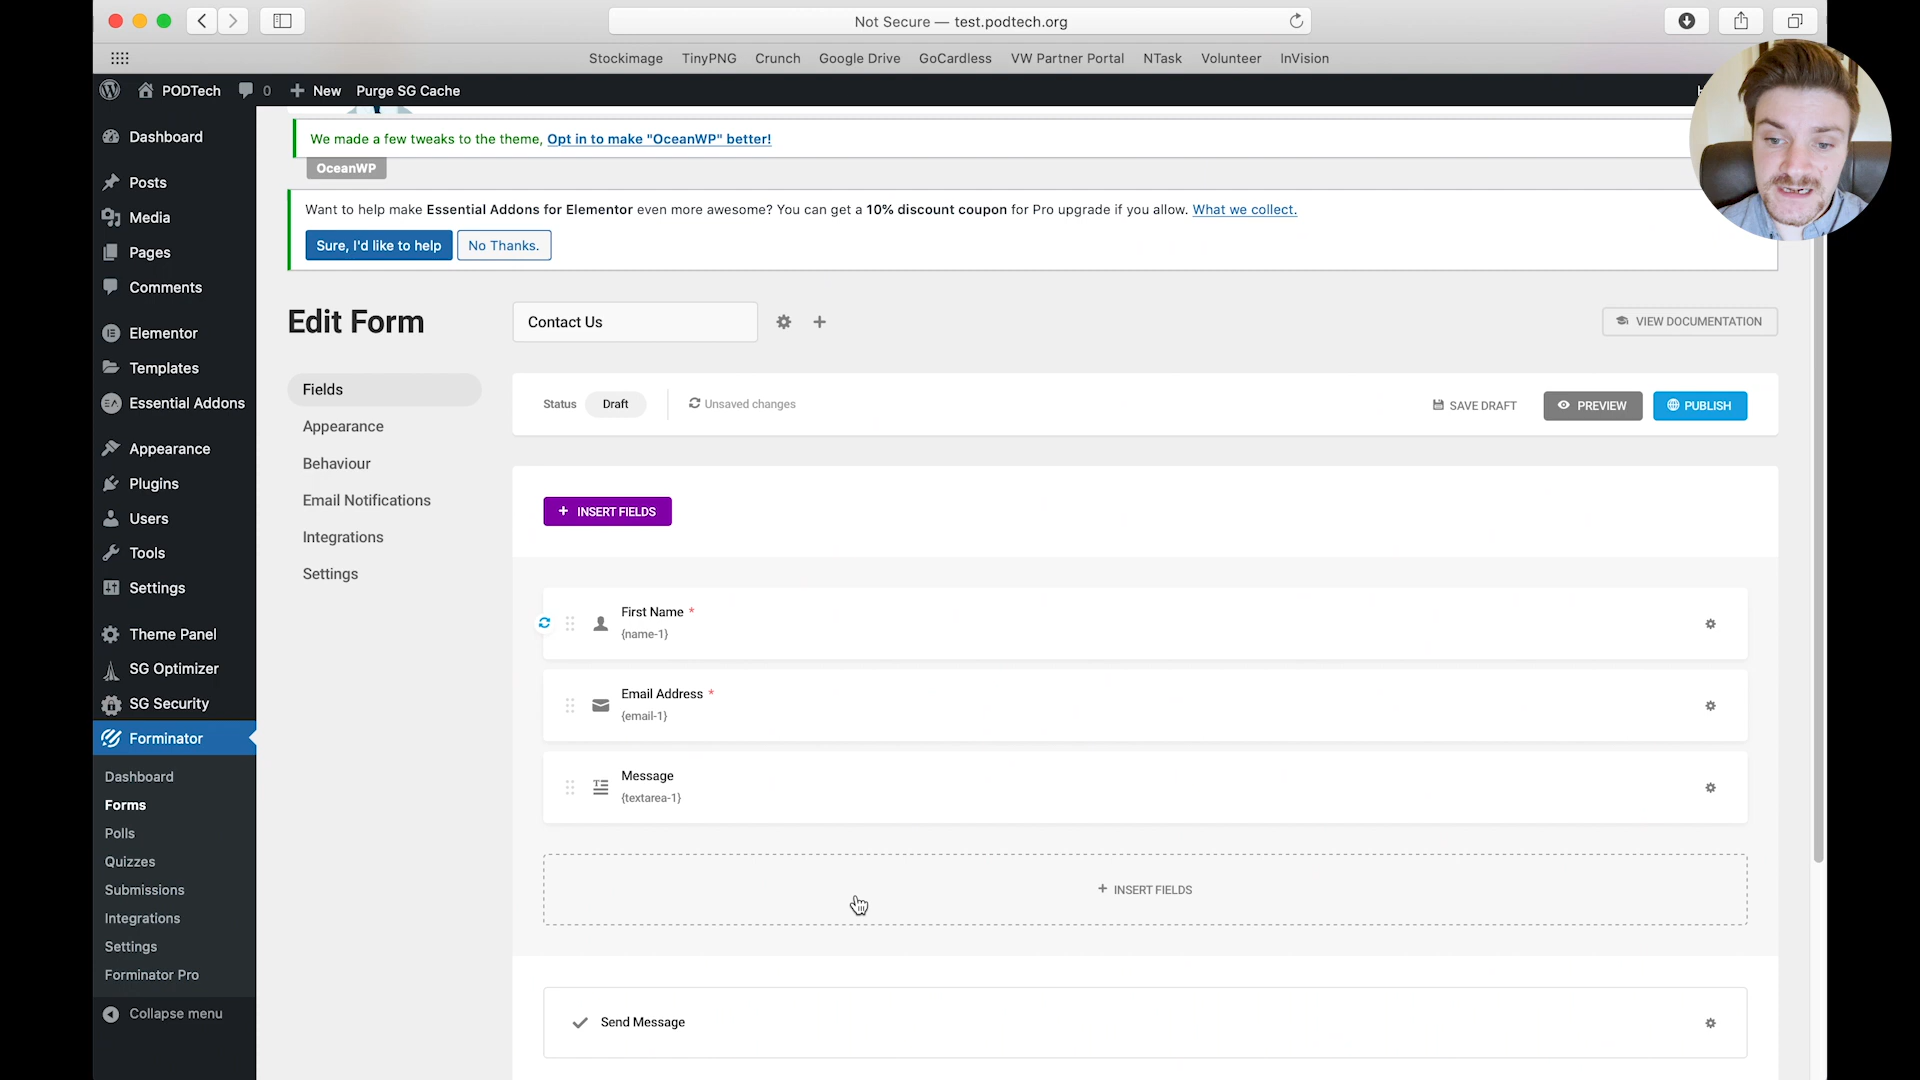 Not Secure — test.podtech.org
Stockimage TinyPNG Crunch Google Drive GoCardless VW Partner Portal NTask Volunteer InVision
PODTech 0 New Purge SG Cache
We made a few tweaks to the theme, Opt in to make "OceanWP" better!
OceanWP
Want to help make Essential Addons for Elementor even more awesome? You can get a 10% discount coupon for Pro upgrade if you allow. What we collect.
Sure, I'd like to help No Thanks.
Dashboard
Posts
Media
Pages
Comments
Elementor
Templates
Essential Addons
Appearance
Plugins
Users
Tools
Settings
Theme Panel
SG Optimizer
SG Security
Forminator
Dashboard
Forms
Polls
Quizzes
Submissions
Integrations
Settings
Forminator Pro
Collapse menu
Edit Form
Contact Us
VIEW DOCUMENTATION
Fields
Appearance
Behaviour
Email Notifications
Integrations
Settings
Status Draft Unsaved changes SAVE DRAFT PREVIEW PUBLISH
+ INSERT FIELDS
First Name *
{name-1}
Email Address *
{email-1}
Message
{textarea-1}
+ INSERT FIELDS
Send Message